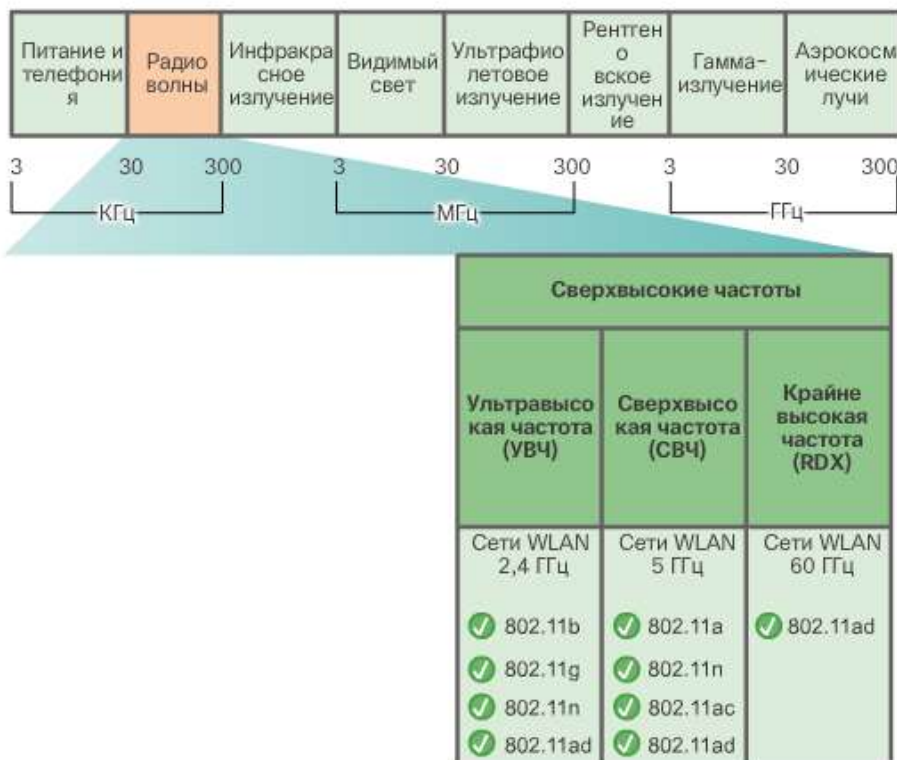 Питание и
телефони
я
Радио
волны
Инфракра
сное
излучение
Видимый
свет
Ультрафио
летовое
излучение
Рентген
о
вское
излучен
ие
Гамма-
излучение
Аэрокосм
ические
лучи
3 30 300 3 30 300 3 30 300
КГц МГц ГГц
Сверхвысокие частоты
Ультравысо
кая частота
(УВЧ)
Сверхвысо
кая частота
(СВЧ)
Крайне
высокая
частота
(RDX)
Сети WLAN
2,4 ГГц
802.11b
802.11g
802.11n
802.11ad
Сети WLAN
5 ГГц
802.11a
802.11n
802.11ac
802.11ad
Сети WLAN
60 ГГц
802.11ad